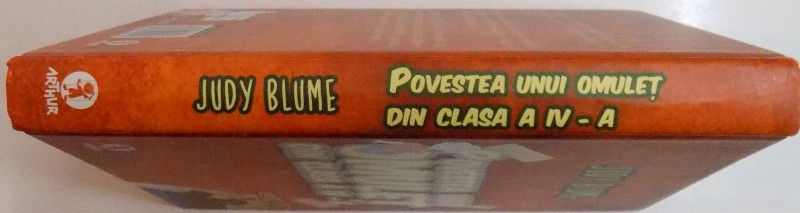 ARTHUR
JUDY BLUME
POVESTEA UNUI OMULEȚ
DIN CLASA A IV - A